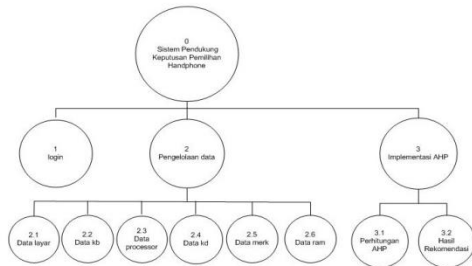 0
Sistem Pendukung
Keputusan Pemilihan
Handphone
1
login
2
Pengelolaan data
3
Implementasi AHP
2.1
Data layar
2.2
Data kb
2.3
Data
processor
2.4
Data kd
2.5
Data merk
2.6
Data ram
3.1
Perhitungan
AHP
3.2
Hasil
Rekomendasi